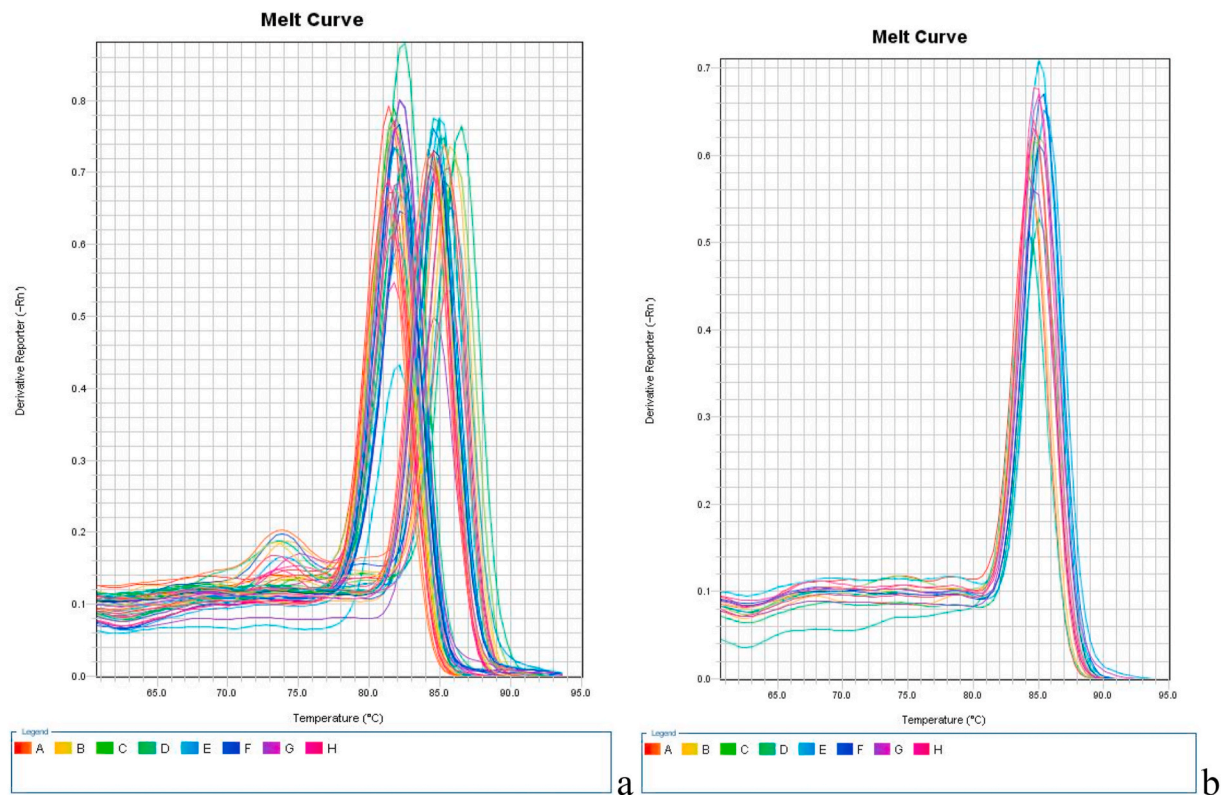 Melt Curve
Derivative Reporter (-Rn')
0.8
0.7
0.6
0.5
0.4
0.3
0.2
0.1
0.0
65.0 70.0 75.0 80.0 85.0 90.0 95.0
Temperature (°C)
Legend
A B C D E F G H
a
Melt Curve
Derivative Reporter (-Rn')
0.7
0.6
0.5
0.4
0.3
0.2
0.1
0.0
65.0 70.0 75.0 80.0 85.0 90.0 95.0
Temperature (°C)
Legend
A B C D E F G H
b